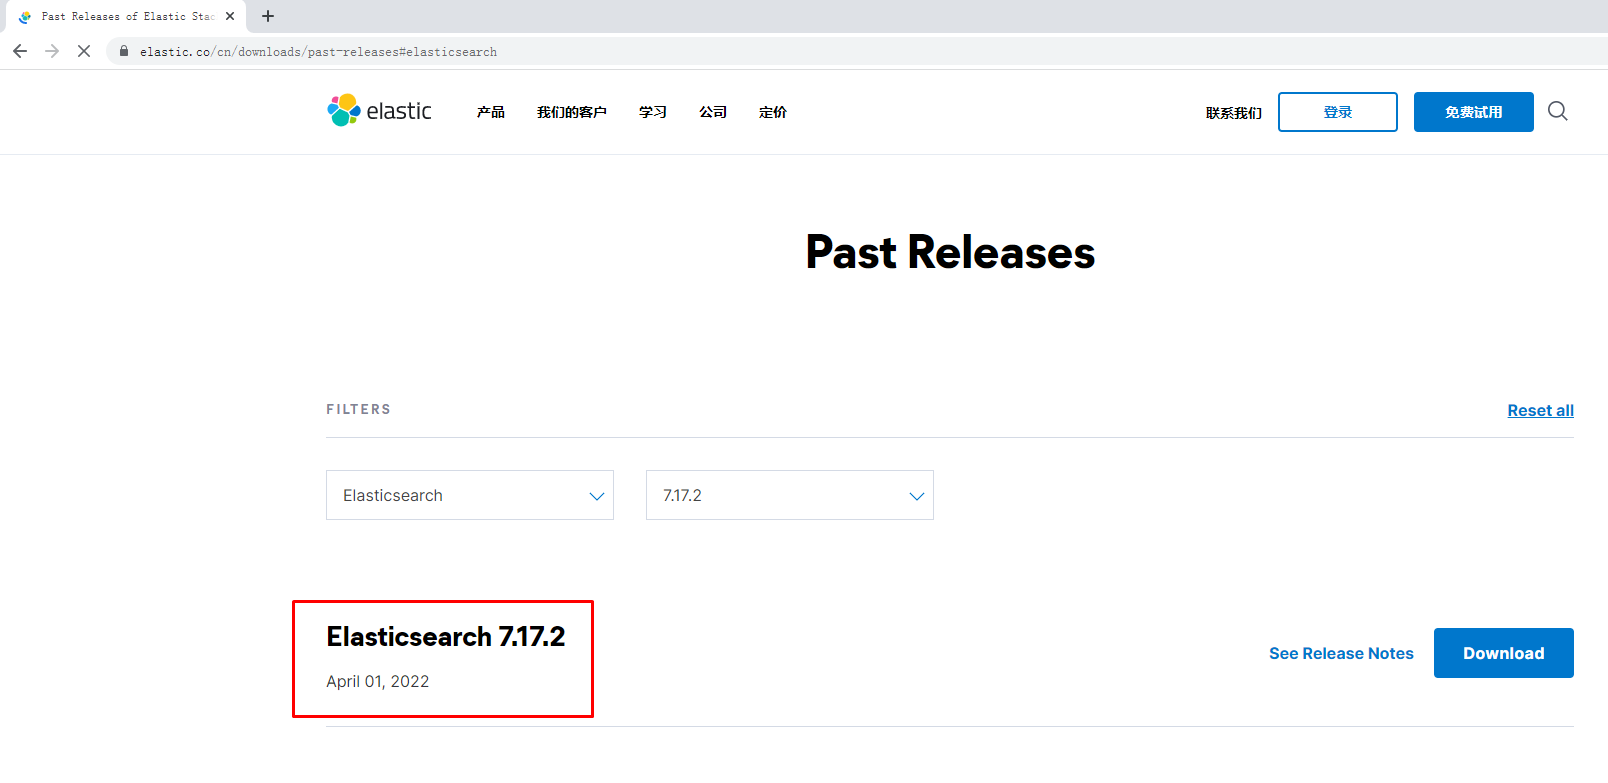 Past Releases of Elastic Stac
elastic.co/cn/downloads/past-releases#elasticsearch
elastic 产品 我们的客户 学习 公司 定价 联系我们 登录 免费试用
Past Releases
FILTERS Reset all
Elasticsearch 7.17.2
Elasticsearch 7.17.2
April 01, 2022
See Release Notes Download